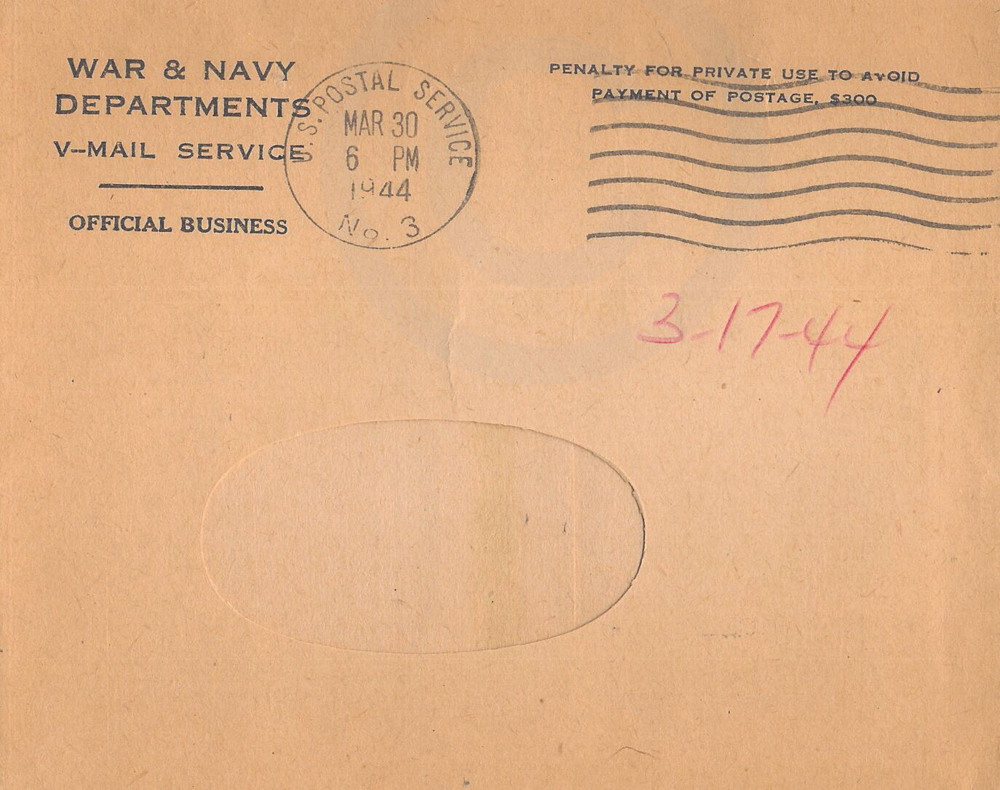 WAR & NAVY
DEPARTMENTS
V--MAIL SERVICE
OFFICIAL BUSINESS
U.S. POSTAL SERVICE
MAR 30
6 PM
1944
No. 3
PENALTY FOR PRIVATE USE TO AVOID
PAYMENT OF POSTAGE, $300
3-17-44